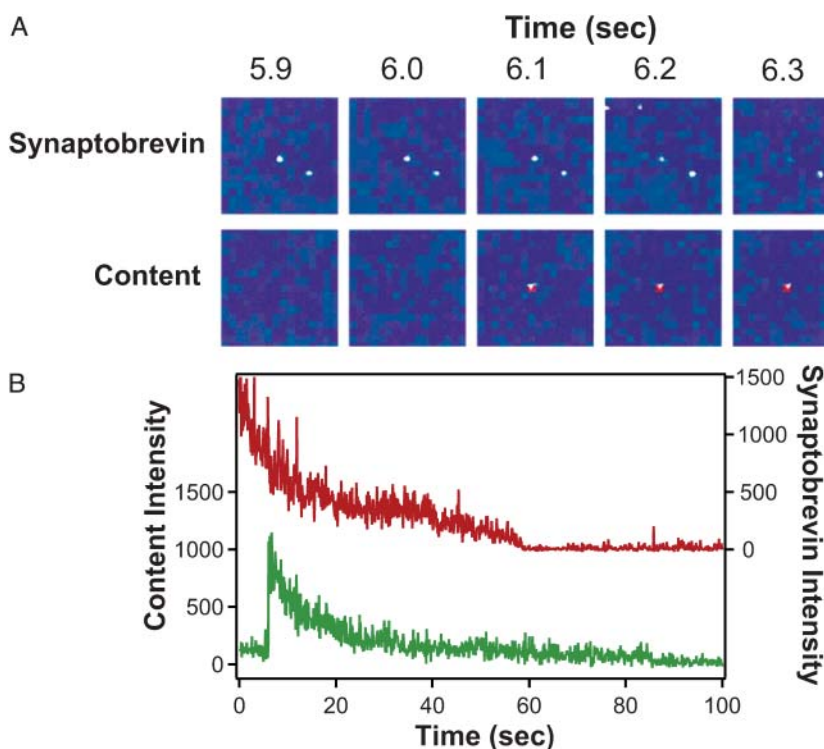 A
Time (sec)
5.9 6.0 6.1 6.2 6.3
Synaptobrevin
Content
B
Content Intensity
1500
1000
500
0
1500
1000
500
0
Synaptobrevin Intensity
0 20 40 60 80 100
Time (sec)